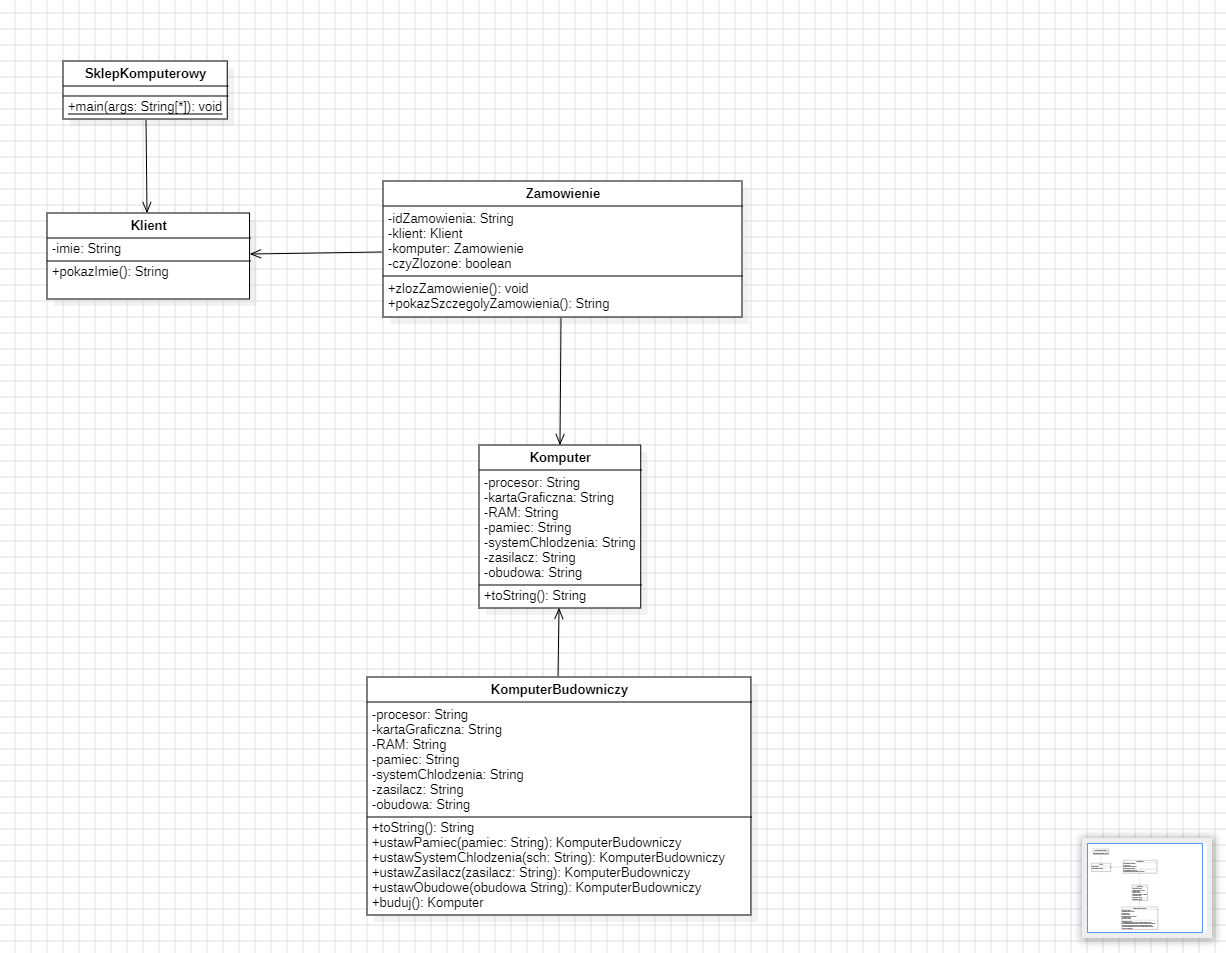 SklepKomputerowy
+main(args: String[*]): void
Klient
-imie: String
+pokazImie(): String
Zamowienie
-idZamowienia: String
-klient: Klient
-komputer: Zamowienie
-czyZlozone: boolean
+zlozZamowienie(): void
+pokazSzczegolyZamowienia(): String
Komputer
-procesor: String
-kartaGraficzna: String
-RAM: String
-pamiec: String
-systemChlodzenia: String
-zasilacz: String
-obudowa: String
+toString(): String
KomputerBudowniczy
-procesor: String
-kartaGraficzna: String
-RAM: String
-pamiec: String
-systemChlodzenia: String
-zasilacz: String
-obudowa: String
+toString(): String
+ustawPamiec(pamiec: String): KomputerBudowniczy
+ustawSystemChlodzenia(sch: String): KomputerBudowniczy
+ustawZasilacz(zasilacz: String): KomputerBudowniczy
+ustawObudowe(obudowa String): KomputerBudowniczy
+buduj(): Komputer